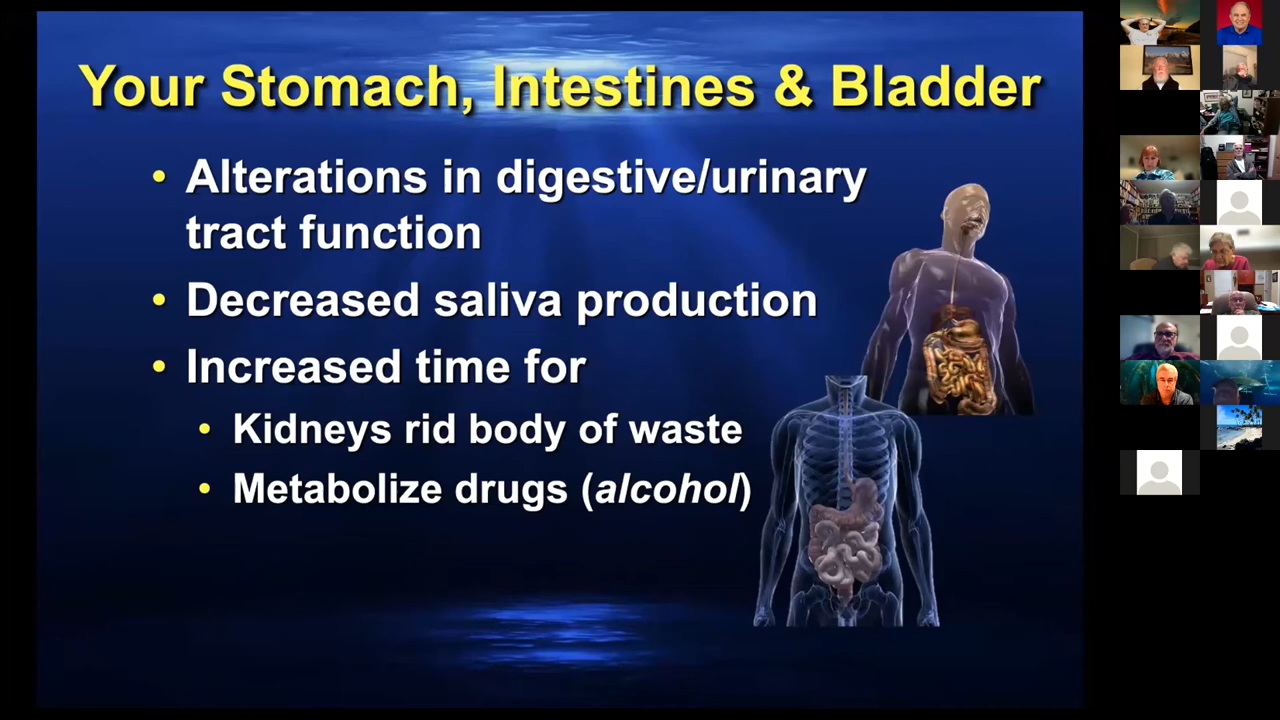 Your Stomach, Intestines & Bladder
• Alterations in digestive/urinary
tract function
• Decreased saliva production
• Increased time for
• Kidneys rid body of waste
• Metabolize drugs (alcohol)